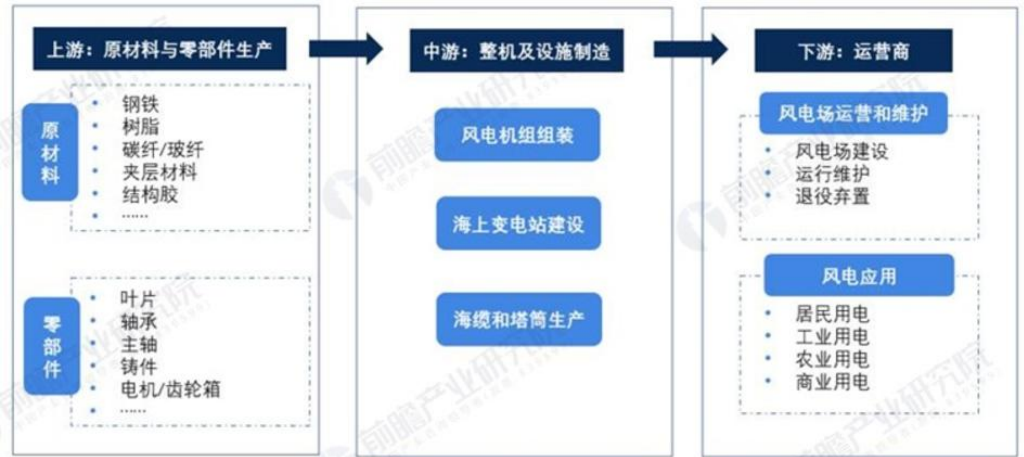 上游：原材料与零部件生产
原材料
• 钢铁
• 树脂
• 碳纤/玻纤
• 夹层材料
• 结构胶
• ……
零部件
• 叶片
• 轴承
• 主轴
• 铸件
• 电机/齿轮箱
• ……
中游：整机及设施制造
风电机组组装
海上变电站建设
海缆和塔筒生产
下游：运营商
风电场运营和维护
• 风电场建设
• 运行维护
• 退役弃置
风电应用
• 居民用电
• 工业用电
• 农业用电
• 商业用电
前瞻产业研究院